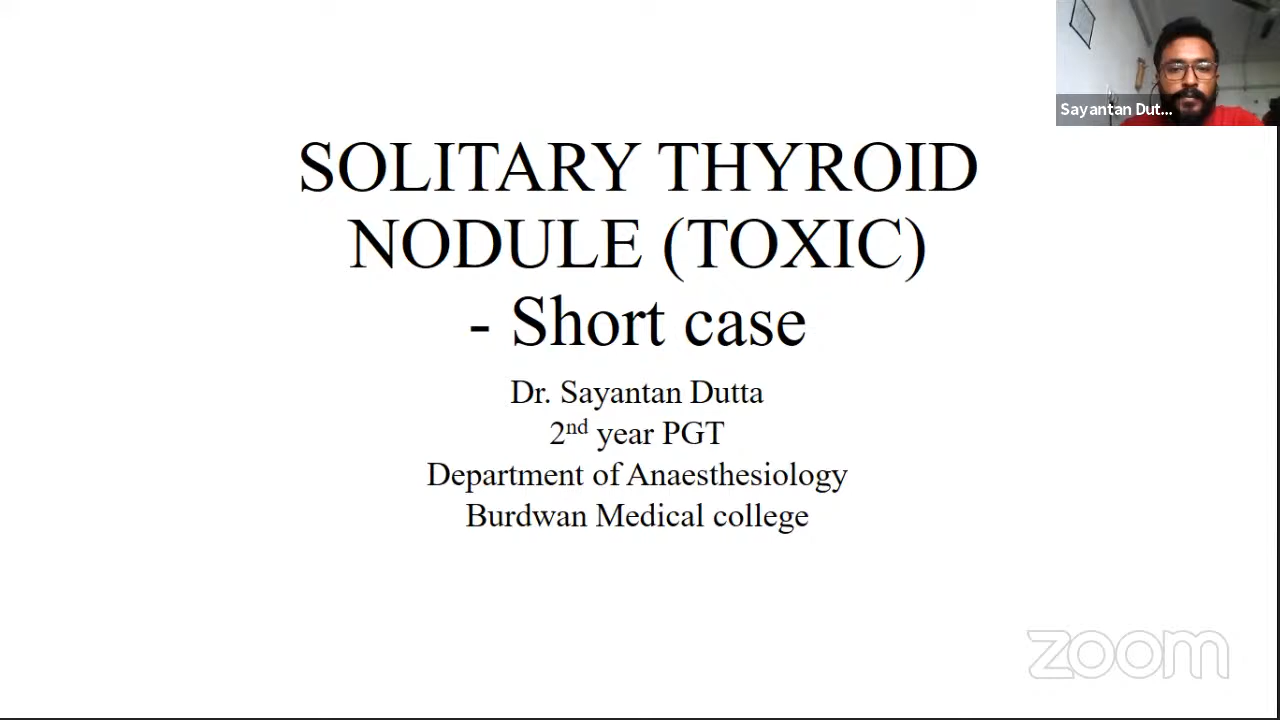 Sayantan Dut...
SOLITARY THYROID
NODULE (TOXIC)
- Short case
Dr. Sayantan Dutta
2nd year PGT
Department of Anaesthesiology
Burdwan Medical college
zoom